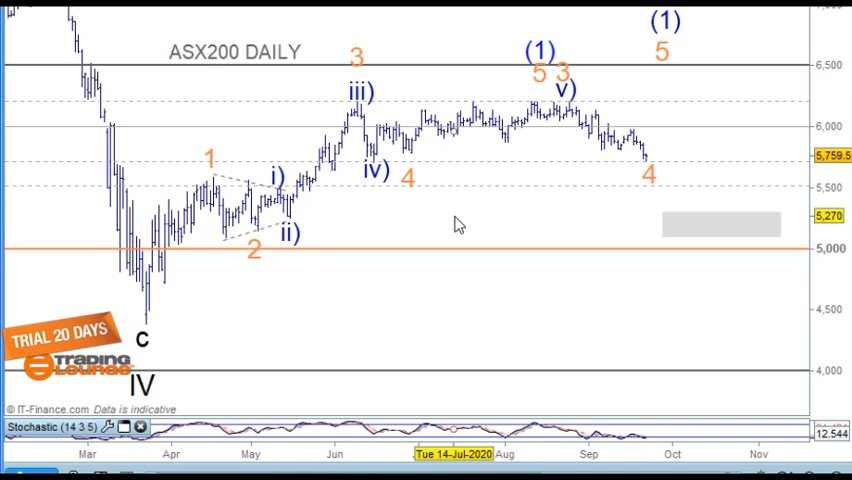 ASX200 DAILY
(1)
(1)
5
3
5
3
v)
iii)
1
i)
iv)
4
4
ii)
2
c
IV
6,500
6,000
5,759.5
5,500
5,270
5,000
4,500
4,000
TRIAL 20 DAYS
Trading
Lounge
© IT-Finance.com Data is indicative
Stochastic (14 3 5)
12.544
Mar Apr May Jun Tue 14-Jul-2020 Aug Sep Oct Nov